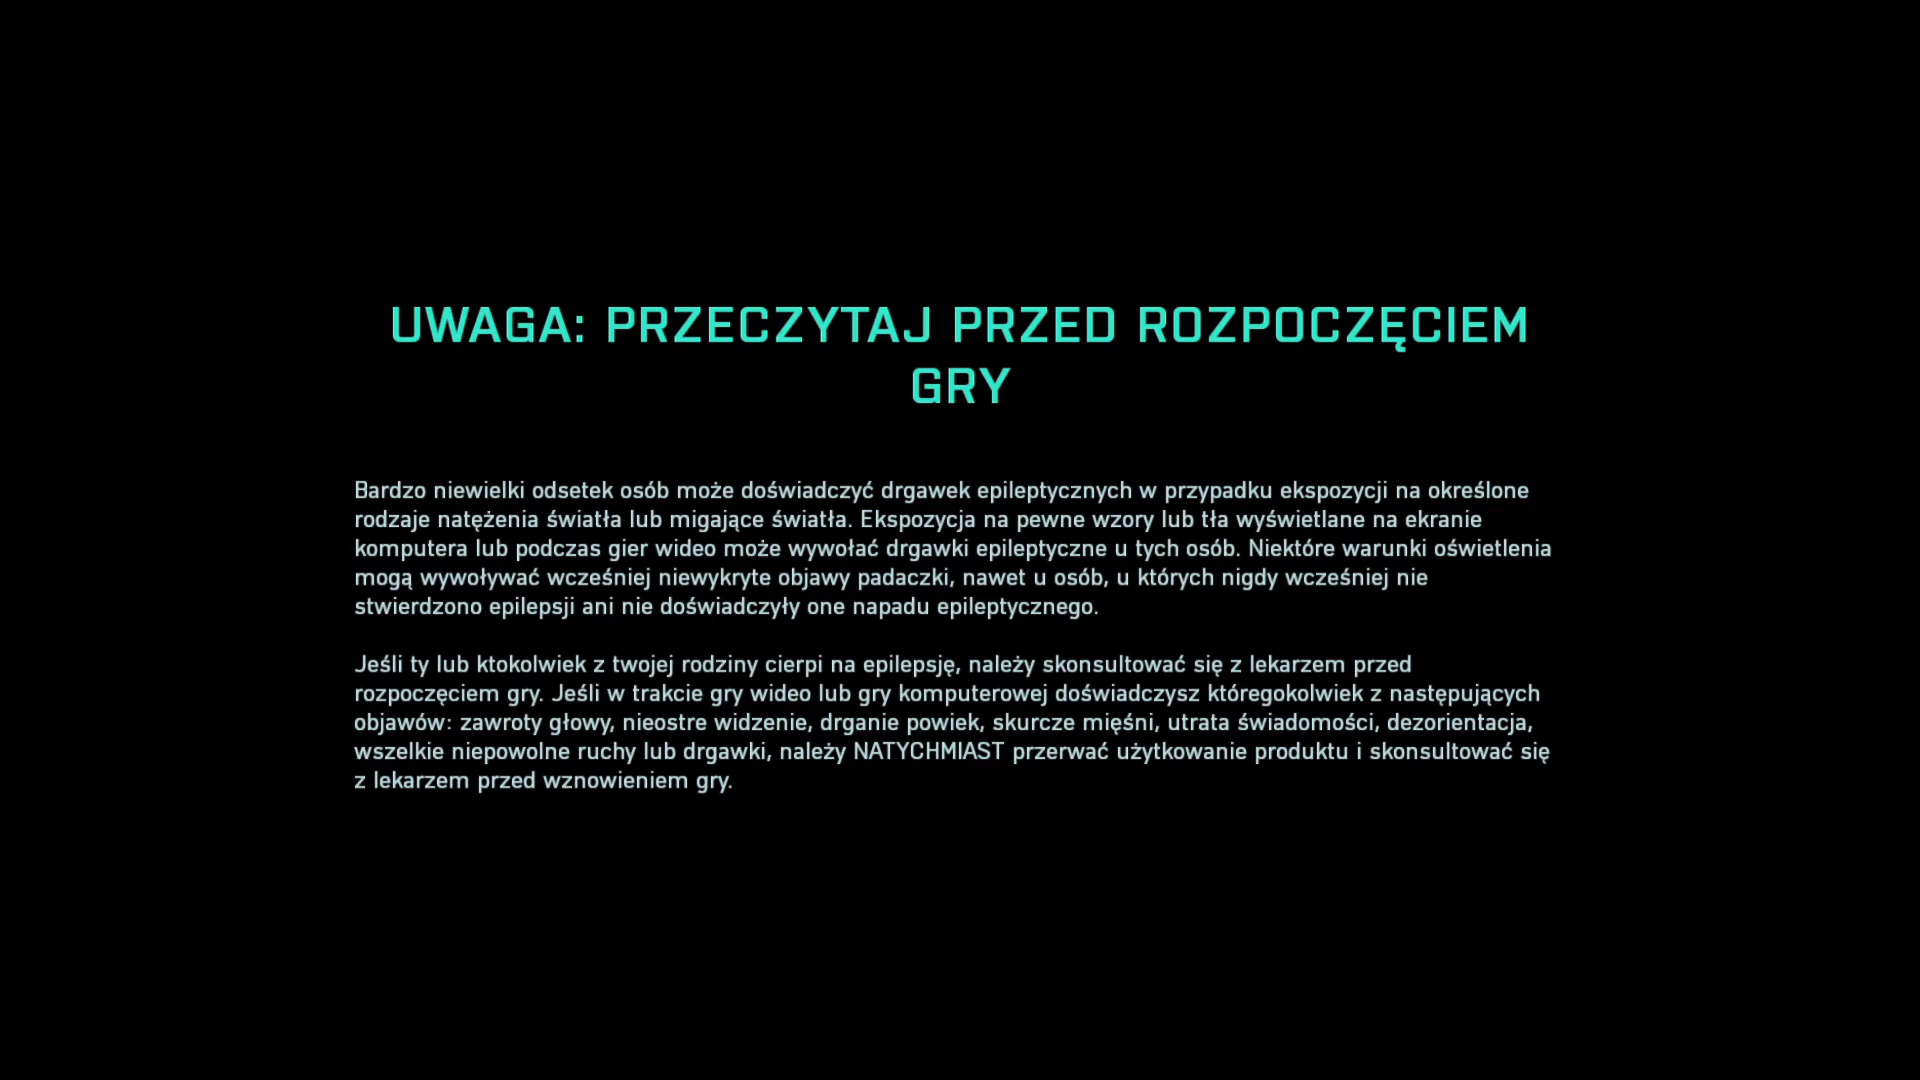 UWAGA: PRZECZYTAJ PRZED ROZPOCZĘCIEM
GRY
Bardzo niewielki odsetek osób może doświadczyć drgawek epileptycznych w przypadku ekspozycji na określone
rodzaje natężenia światła lub migające światła. Ekspozycja na pewne wzory lub tła wyświetlane na ekranie
komputera lub podczas gier wideo może wywołać drgawki epileptyczne u tych osób. Niektóre warunki oświetlenia
mogą wywoływać wcześniej niewykryte objawy padaczki, nawet u osób, u których nigdy wcześniej nie
stwierdzono epilepsji ani nie doświadczyły one napadu epileptycznego.
Jeśli ty lub ktokolwiek z twojej rodziny cierpi na epilepsję, należy skonsultować się z lekarzem przed
rozpoczęciem gry. Jeśli w trakcie gry wideo lub gry komputerowej doświadczysz któregokolwiek z następujących
objawów: zawroty głowy, nieostre widzenie, drganie powiek, skurcze mięśni, utrata świadomości, dezorientacja,
wszelkie niepowolne ruchy lub drgawki, należy NATYCHMIAST przerwać użytkowanie produktu i skonsultować się
z lekarzem przed wznowieniem gry.